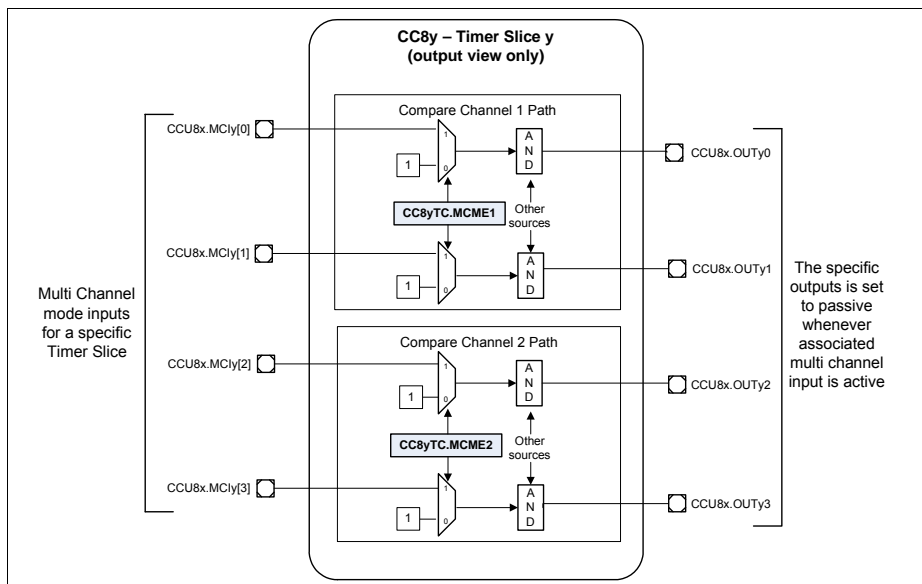 CC8y – Timer Slice y
(output view only)
Compare Channel 1 Path
CCU8x.MCIy[0]
1
1
0
A
N
D
CCU8x.OUTy0
CC8yTC.MCME1
Other
sources
CCU8x.MCIy[1]
1
1
0
A
N
D
CCU8x.OUTy1
Multi Channel
mode inputs
for a specific
Timer Slice
The specific
outputs is set
to passive
whenever
associated
multi channel
input is active
Compare Channel 2 Path
CCU8x.MCIy[2]
1
1
0
A
N
D
CCU8x.OUTy2
CC8yTC.MCME2
Other
sources
CCU8x.MCIy[3]
1
1
0
A
N
D
CCU8x.OUTy3